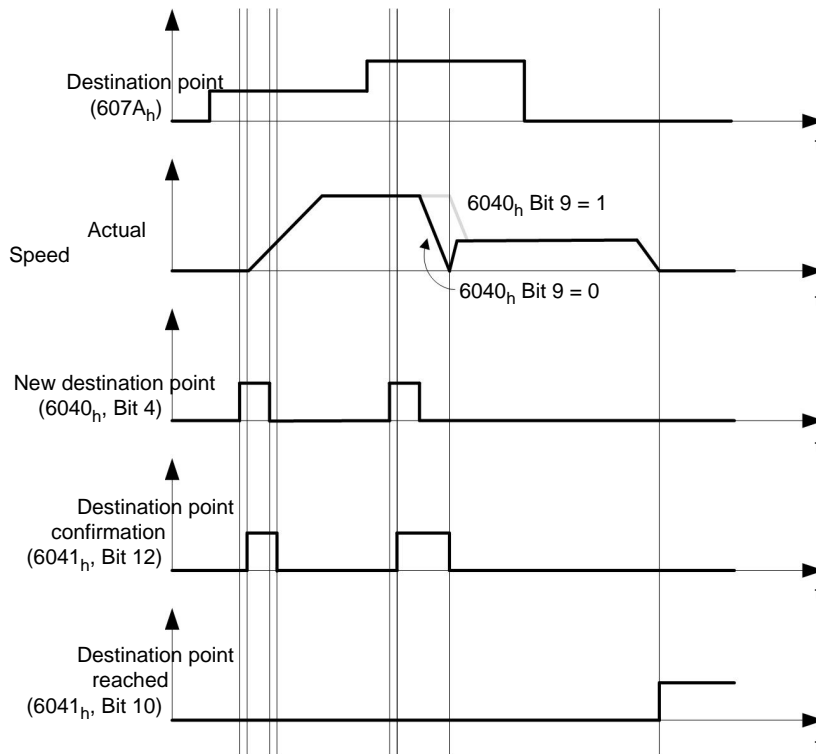 Destination point
(607Aₕ)
Actual
Speed
6040ₕ Bit 9 = 1
6040ₕ Bit 9 = 0
New destination point
(6040ₕ, Bit 4)
Destination point
confirmation
(6041ₕ, Bit 12)
Destination point
reached
(6041ₕ, Bit 10)